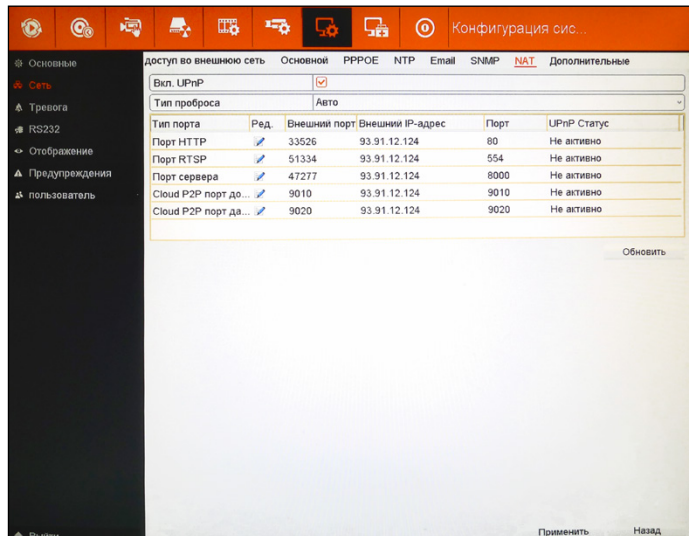 Конфигурация сис...
Основные
Сеть
Тревога
RS232
Отображение
Предупреждения
пользователь
доступ во внешнюю сеть Основной PPPOE NTP Email SNMP NAT Дополнительные
Вкл. UPnP
Тип проброса Авто
Тип порта Ред. Внешний порт Внешний IP-адрес Порт UPnP Статус
Порт HTTP 33526 93.91.12.124 80 Не активно
Порт RTSP 51334 93.91.12.124 554 Не активно
Порт сервера 47277 93.91.12.124 8000 Не активно
Cloud P2P порт до... 9010 93.91.12.124 9010 Не активно
Cloud P2P порт да... 9020 93.91.12.124 9020 Не активно
Обновить
Применить Назад